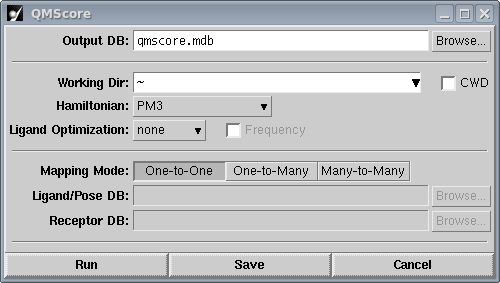 QMScore
Output DB: qmscore.mdb Browse...
Working Dir: ~ CWD
Hamiltonian: PM3
Ligand Optimization: none Frequency
Mapping Mode: One-to-One One-to-Many Many-to-Many
Ligand/Pose DB: Browse...
Receptor DB: Browse...
Run Save Cancel